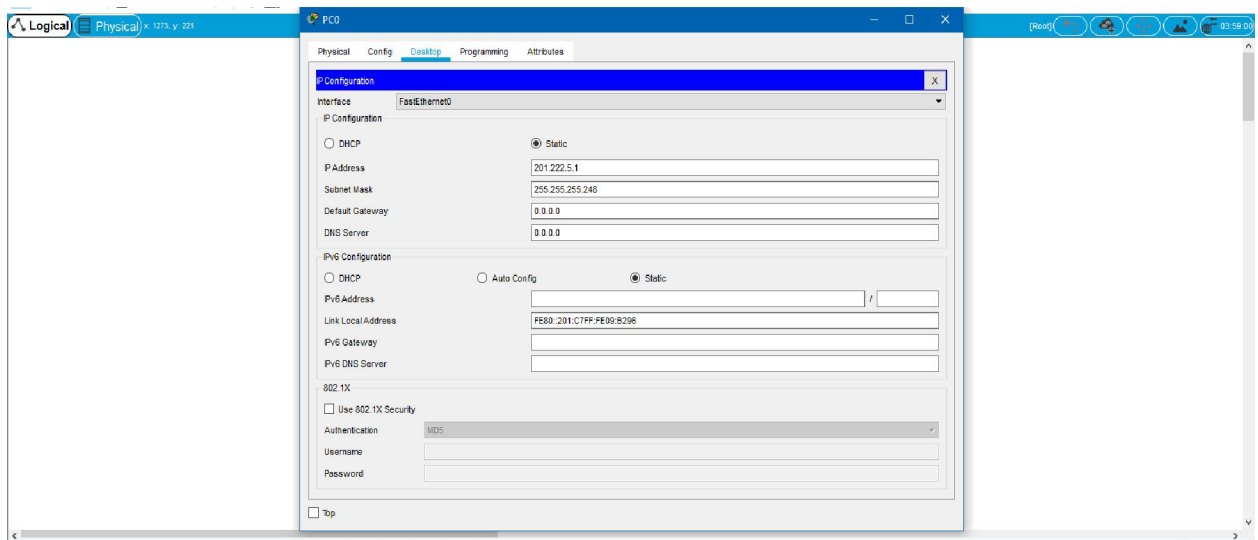 Logical Physical x: 1273, y: 221 PC0 [Root] 03:59:00
Physical Config Desktop Programming Attributes
IP Configuration X
Interface FastEthernet0
IP Configuration
DHCP Static
IP Address 201.222.5.1
Subnet Mask 255.255.255.248
Default Gateway 0.0.0.0
DNS Server 0.0.0.0
IPv6 Configuration
DHCP Auto Config Static
IPv6 Address /
Link Local Address FE80::201:C7FF:FE09:B296
IPv6 Gateway
IPv6 DNS Server
802.1X
Use 802.1X Security
Authentication MD5
Username
Password
Top